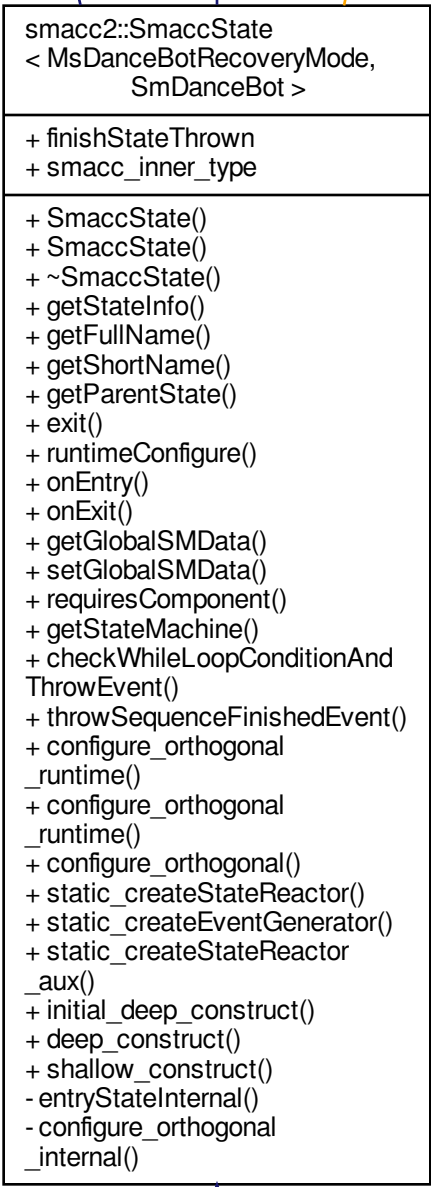 smacc2::SmaccState
< MsDanceBotRecoveryMode,
SmDanceBot >
+ finishStateThrown
+ smacc_inner_type
+ SmaccState()
+ SmaccState()
+ ~SmaccState()
+ getStateInfo()
+ getFullName()
+ getShortName()
+ getParentState()
+ exit()
+ runtimeConfigure()
+ onEntry()
+ onExit()
+ getGlobalSMData()
+ setGlobalSMData()
+ requiresComponent()
+ getStateMachine()
+ checkWhileLoopConditionAnd
ThrowEvent()
+ throwSequenceFinishedEvent()
+ configure_orthogonal
_runtime()
+ configure_orthogonal
_runtime()
+ configure_orthogonal()
+ static_createStateReactor()
+ static_createEventGenerator()
+ static_createStateReactor
_aux()
+ initial_deep_construct()
+ deep_construct()
+ shallow_construct()
- entryStateInternal()
- configure_orthogonal
_internal()